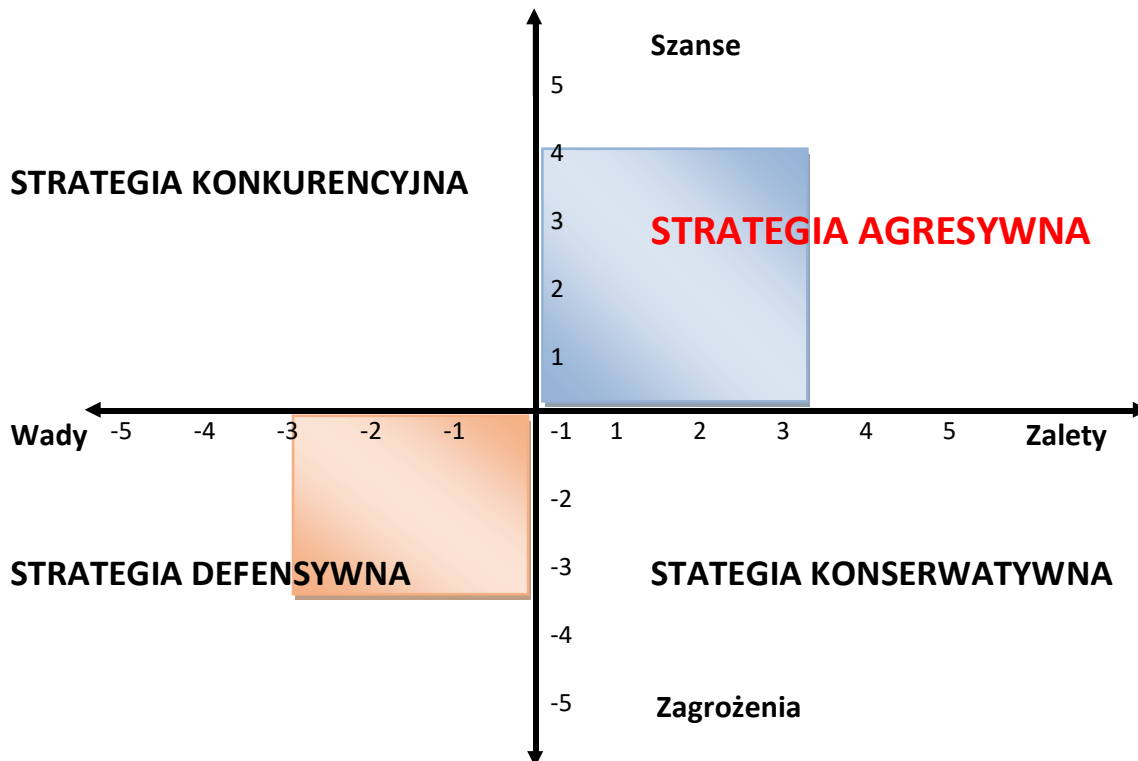 Szanse
5
4
STRATEGIA KONKURENCYJNA
3
STRATEGIA AGRESYWNA
2
1
Wady -5 -4 -3 -2 -1 -1 1 2 3 4 5 Zalety
-2
STRATEGIA DEFENSYWNA -3 STATEGIA KONSERWATYWNA
-4
-5 Zagrożenia